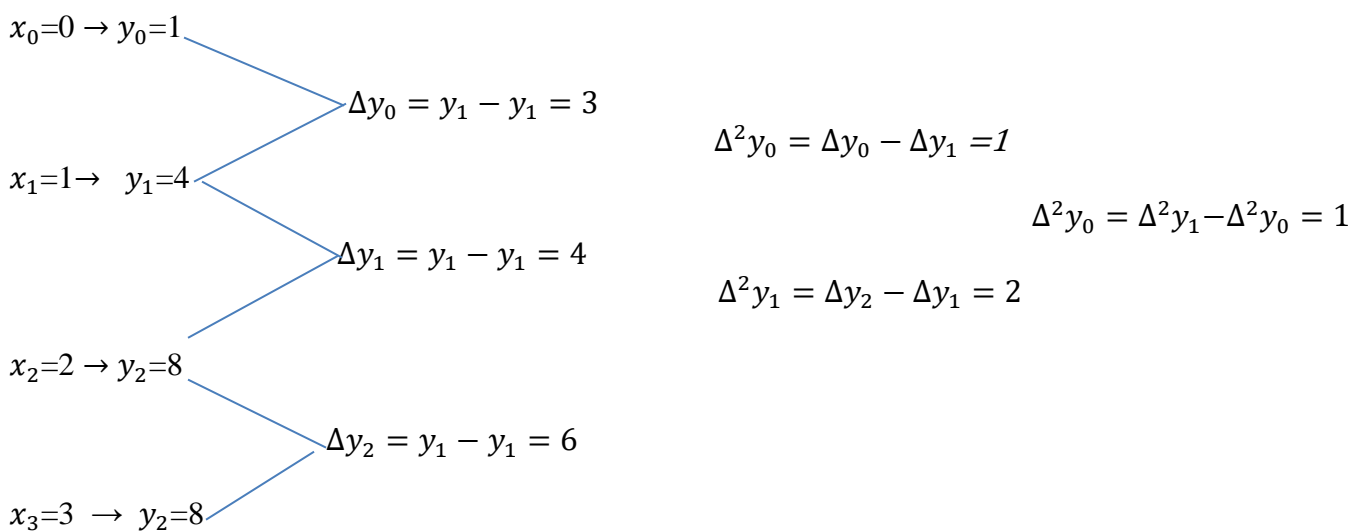 x₀=0 → y₀=1
Δy₀ = y₁ − y₁ = 3
Δ²y₀ = Δy₀ − Δy₁ =1
x₁=1→ y₁=4
Δ²y₀ = Δ²y₁−Δ²y₀ = 1
Δy₁ = y₁ − y₁ = 4
Δ²y₁ = Δy₂ − Δy₁ = 2
x₂=2 → y₂=8
Δy₂ = y₁ − y₁ = 6
x₃=3 → y₂=8